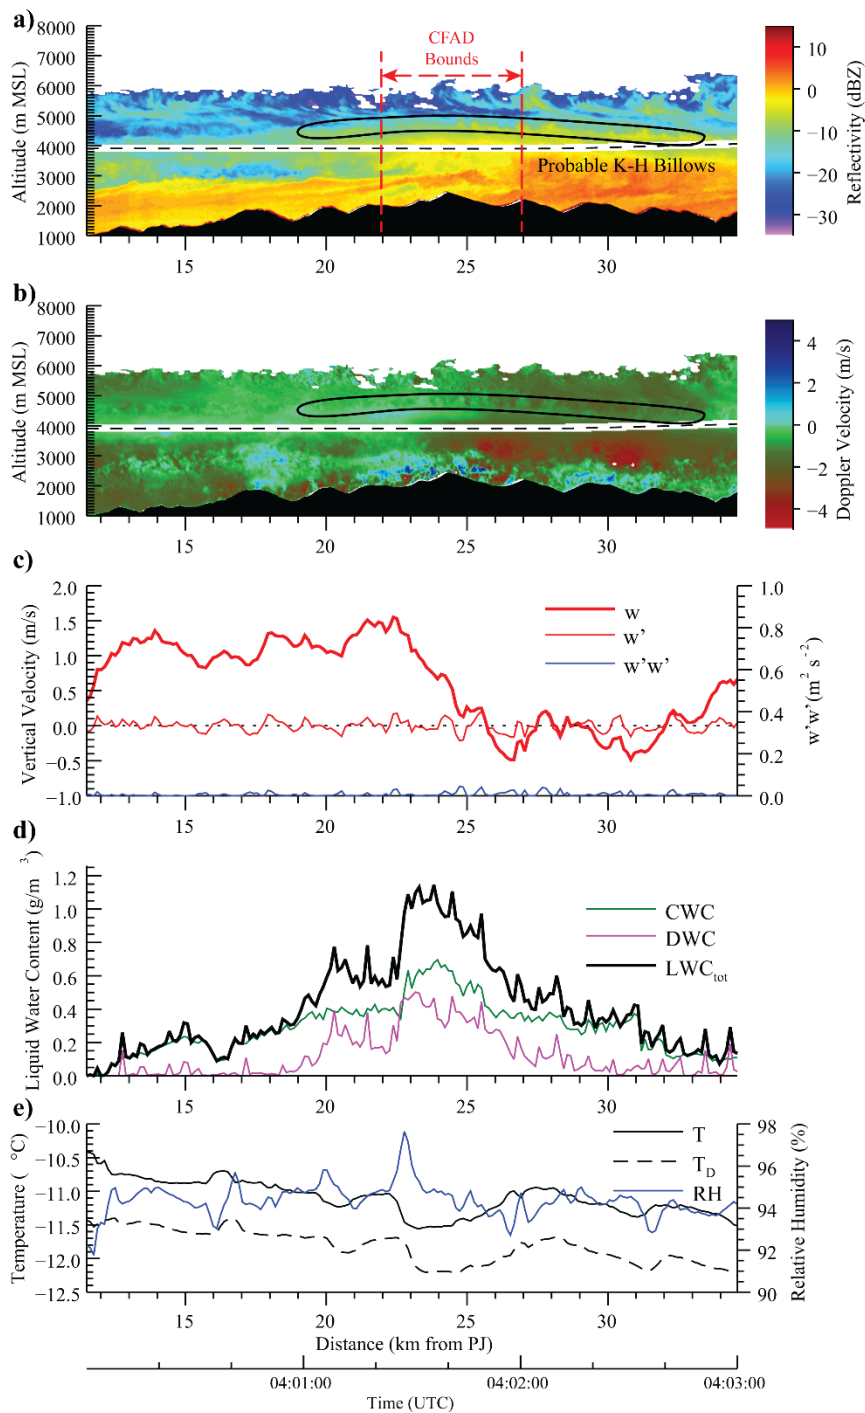 a)
CFAD
Bounds
8000
7000
6000
5000
4000
3000
2000
1000
Altitude (m MSL)
Probable K-H Billows
15
20
25
30
10
0
−10
−20
−30
Reflectivity (dBZ)
b)
8000
7000
6000
5000
4000
3000
2000
1000
Altitude (m MSL)
15
20
25
30
4
2
0
−2
−4
Doppler Velocity (m/s)
c)
2.0
1.5
1.0
0.5
0.0
−0.5
−1.0
Vertical Velocity (m/s)
w
w’
w’w’
1.0
0.8
0.6
0.4
0.2
0.0
w’w’ (m² s⁻²)
15
20
25
30
d)
1.2
1.0
0.8
0.6
0.4
0.2
0.0
Liquid Water Content (g/m³)
CWC
DWC
LWCtot
15
20
25
30
e)
−10.0
−10.5
−11.0
−11.5
−12.0
−12.5
Temperature ( °C)
T
TD
RH
98
96
94
92
90
Relative Humidity (%)
15
20
25
30
Distance (km from PJ)
04:01:00
04:02:00
04:03:00
Time (UTC)